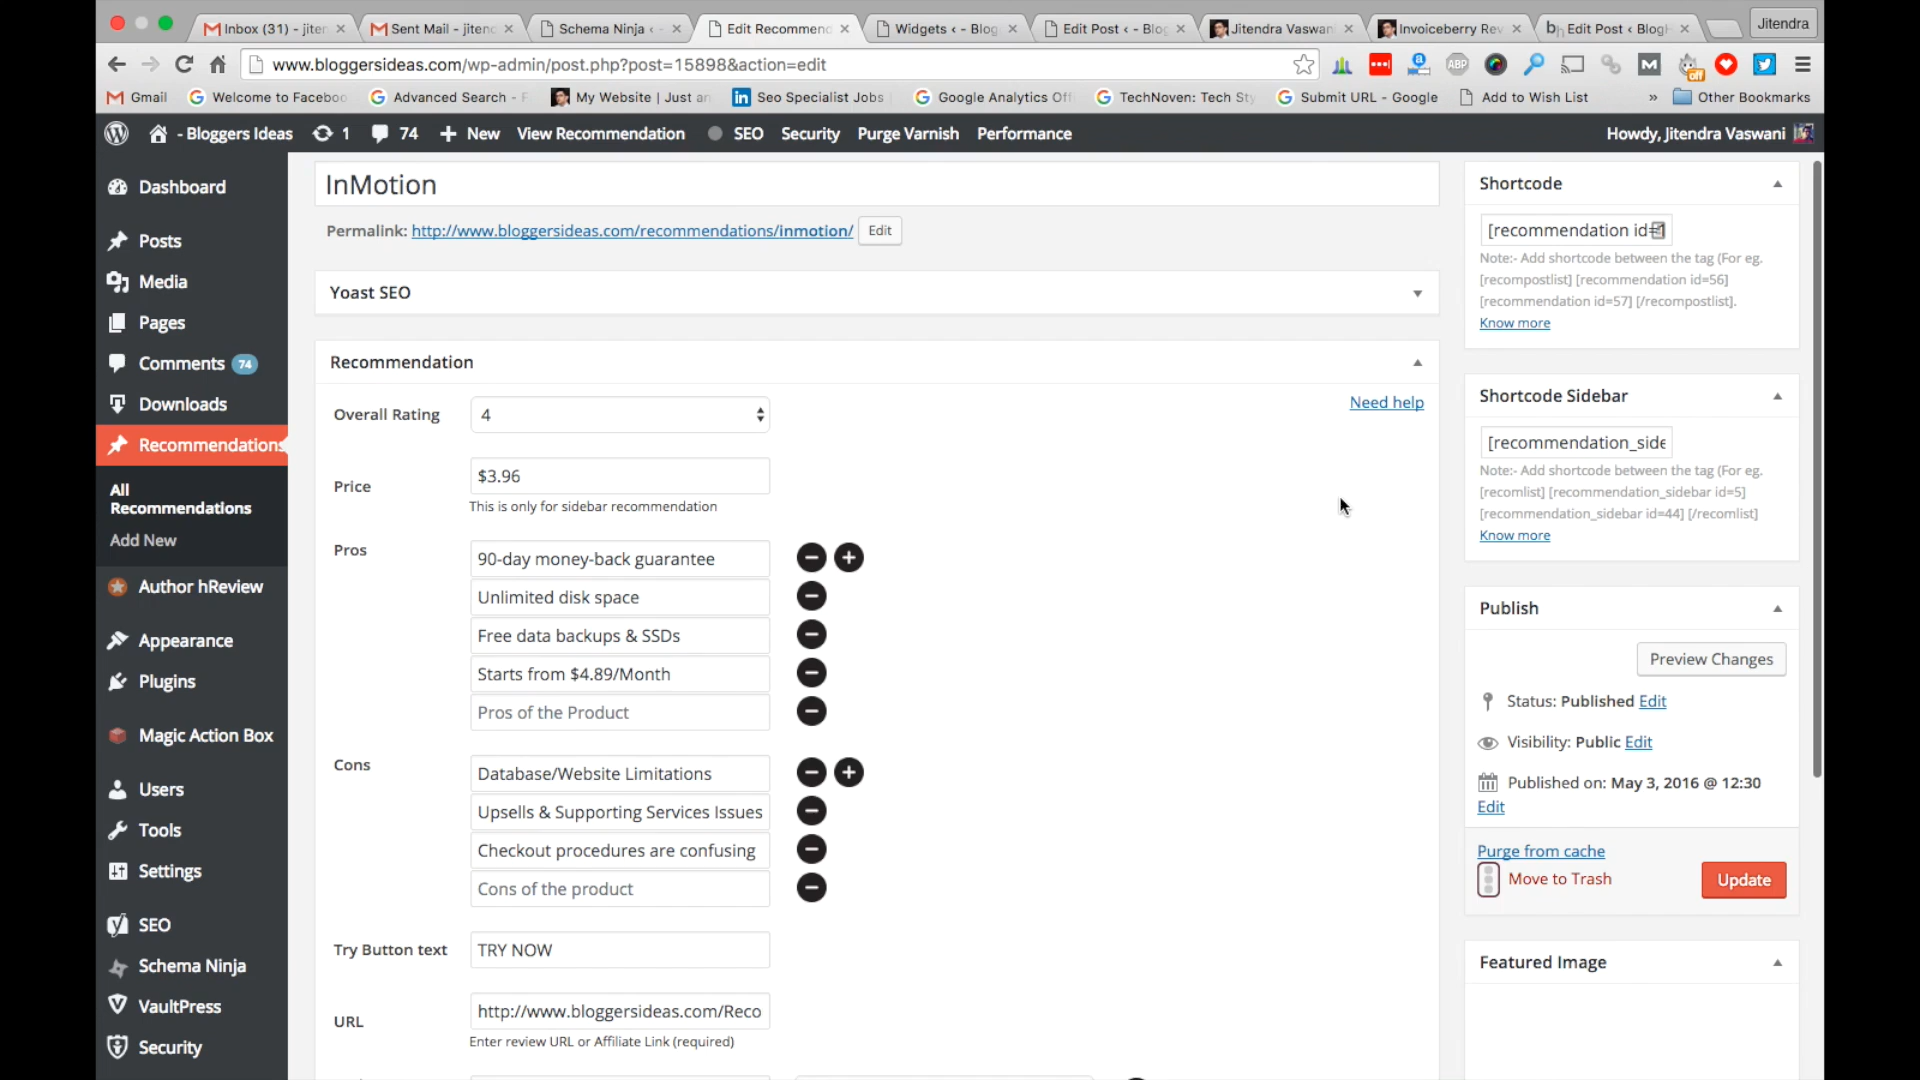 Inbox (31) - jiten
Sent Mail - jitend
Schema Ninja ‹ -
Edit Recommend
Widgets ‹ - Blog
Edit Post ‹ - Blog
Jitendra Vaswani
Invoiceberry Rev
Edit Post ‹ Blog
Jitendra
www.bloggersideas.com/wp-admin/post.php?post=15898&action=edit
ABP
off
Gmail
Welcome to Faceboo
Advanced Search - F
My Website | Just an
Seo Specialist Jobs
Google Analytics Off
TechNoven: Tech Sty
Submit URL - Google
Add to Wish List
»
Other Bookmarks
- Bloggers Ideas
1
74
New
View Recommendation
SEO
Security
Purge Varnish
Performance
Howdy, Jitendra Vaswani
Dashboard
Posts
Media
Pages
Comments 74
Downloads
Recommendations
All Recommendations
Add New
Author hReview
Appearance
Plugins
Magic Action Box
Users
Tools
Settings
SEO
Schema Ninja
VaultPress
Security
InMotion
Permalink: http://www.bloggersideas.com/recommendations/inmotion/ Edit
Yoast SEO
Recommendation
Need help
Overall Rating 4
Price $3.96
This is only for sidebar recommendation
Pros
90-day money-back guarantee
Unlimited disk space
Free data backups & SSDs
Starts from $4.89/Month
Pros of the Product
Cons
Database/Website Limitations
Upsells & Supporting Services Issues
Checkout procedures are confusing
Cons of the product
Try Button text TRY NOW
URL http://www.bloggersideas.com/Reco
Enter review URL or Affiliate Link (required)
Shortcode
[recommendation id=
Note:- Add shortcode between the tag (For eg.
[recompostlist] [recommendation id=56]
[recommendation id=57] [/recompostlist].
Know more
Shortcode Sidebar
[recommendation_side
Note:- Add shortcode between the tag (For eg.
[recomlist] [recommendation_sidebar id=5]
[recommendation_sidebar id=44] [/recomlist]
Know more
Publish
Preview Changes
Status: Published Edit
Visibility: Public Edit
Published on: May 3, 2016 @ 12:30
Edit
Purge from cache
Move to Trash
Update
Featured Image